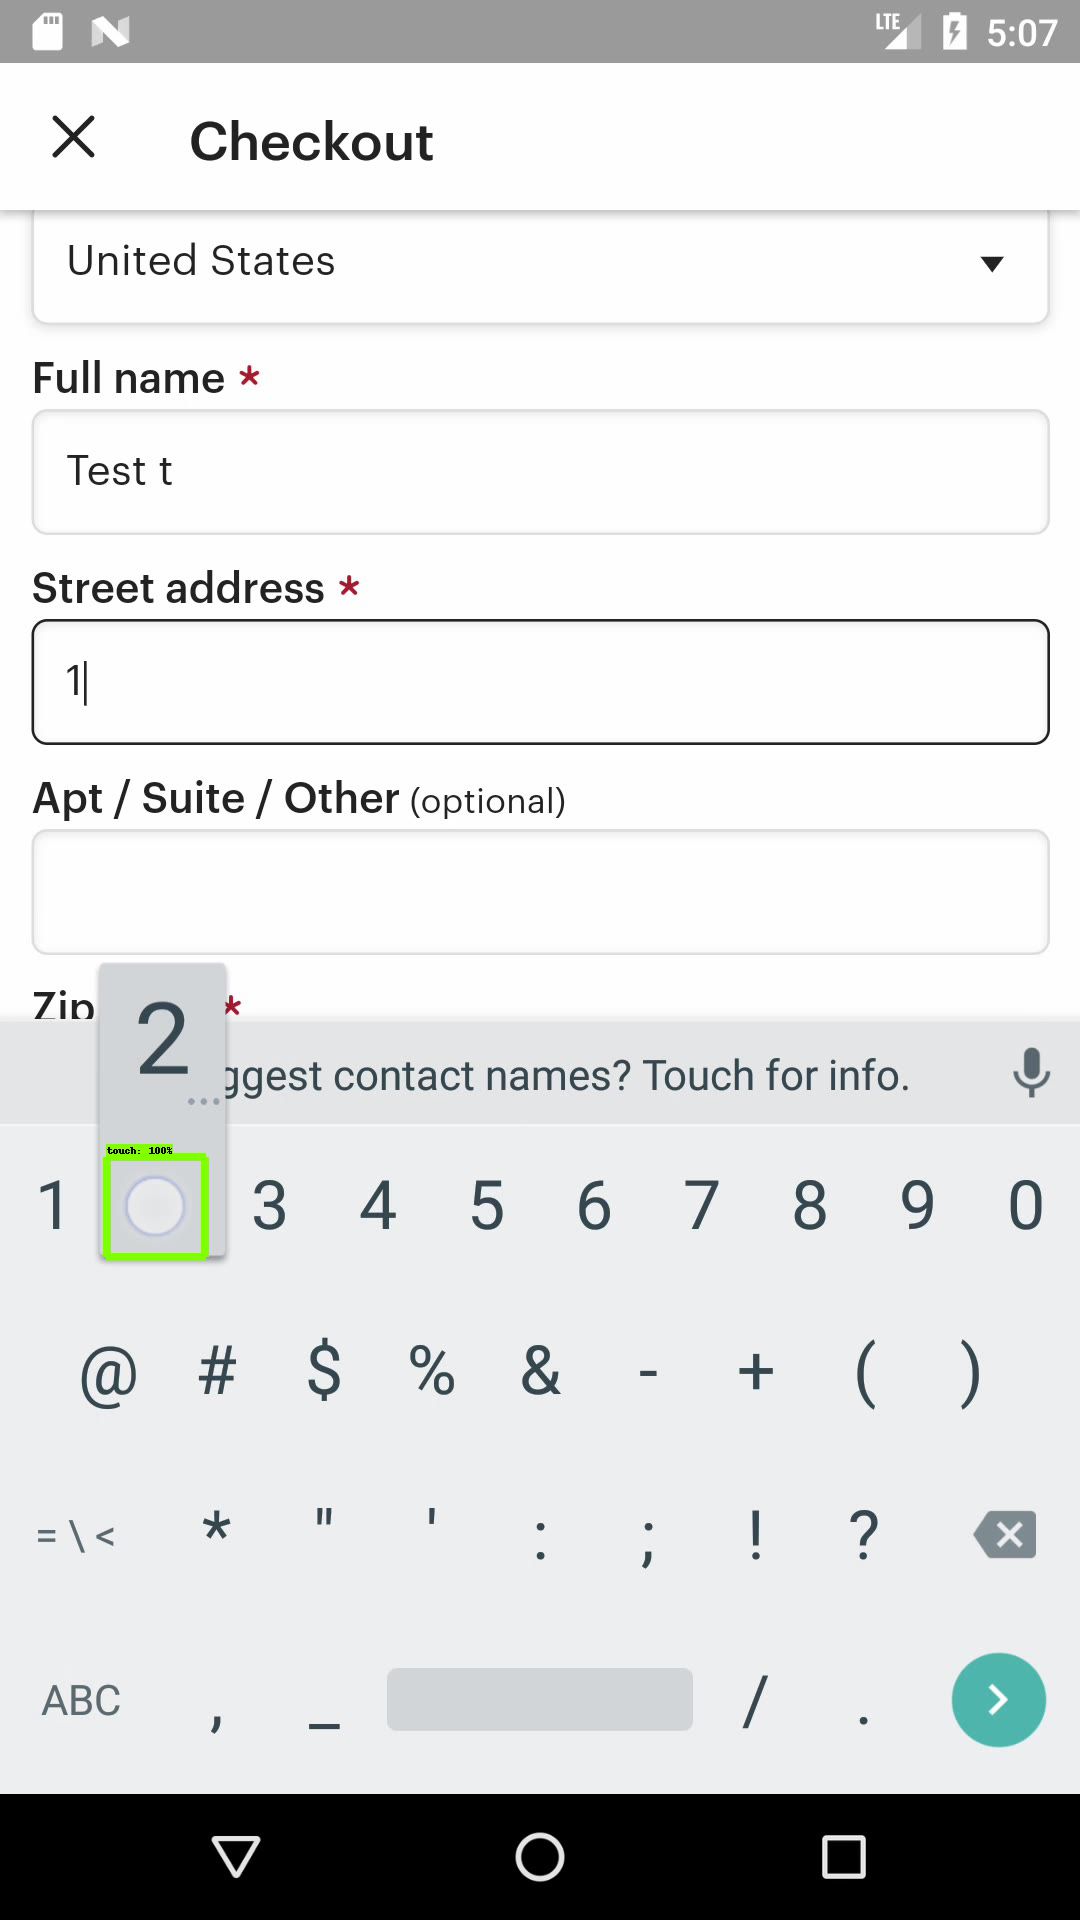 LTE 5:07
Checkout
United States
Full name *
Test t
Street address *
1
Apt / Suite / Other (optional)
Zip *
2
ggest contact names? Touch for info.
...
touch: 100%
1 3 4 5 6 7 8 9 0
@ # $ % & - + ( )
= \ < * " ' : ; ! ?
ABC , _ / .